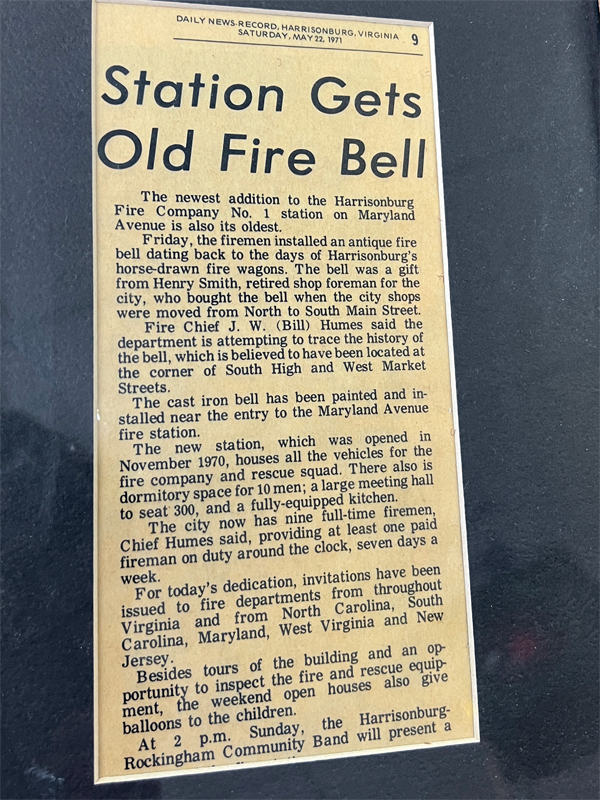 DAILY NEWS-RECORD, HARRISONBURG, VIRGINIA
SATURDAY, MAY 22, 1971
9
Station Gets
Old Fire Bell
The newest addition to the Harrisonburg
Fire Company No. 1 station on Maryland
Avenue is also its oldest.
Friday, the firemen installed an antique fire
bell dating back to the days of Harrisonburg's
horse-drawn fire wagons. The bell was a gift
from Henry Smith, retired shop foreman for the
city, who bought the bell when the city shops
were moved from North to South Main Street.
Fire Chief J. W. (Bill) Humes said the
department is attempting to trace the history of
the bell, which is believed to have been located at
the corner of South High and West Market
Streets.
The cast iron bell has been painted and in-
stalled near the entry to the Maryland Avenue
fire station.
The new station, which was opened in
November 1970, houses all the vehicles for the
fire company and rescue squad. There also is
dormitory space for 10 men; a large meeting hall
to seat 300, and a fully-equipped kitchen.
The city now has nine full-time firemen,
Chief Humes said, providing at least one paid
fireman on duty around the clock, seven days a
week.
For today's dedication, invitations have been
issued to fire departments from throughout
Virginia and from North Carolina, South
Carolina, Maryland, West Virginia and New
Jersey.
Besides tours of the building and an op-
portunity to inspect the fire and rescue equip-
ment, the weekend open houses also give
balloons to the children.
At 2 p.m. Sunday, the Harrisonburg-
Rockingham Community Band will present a